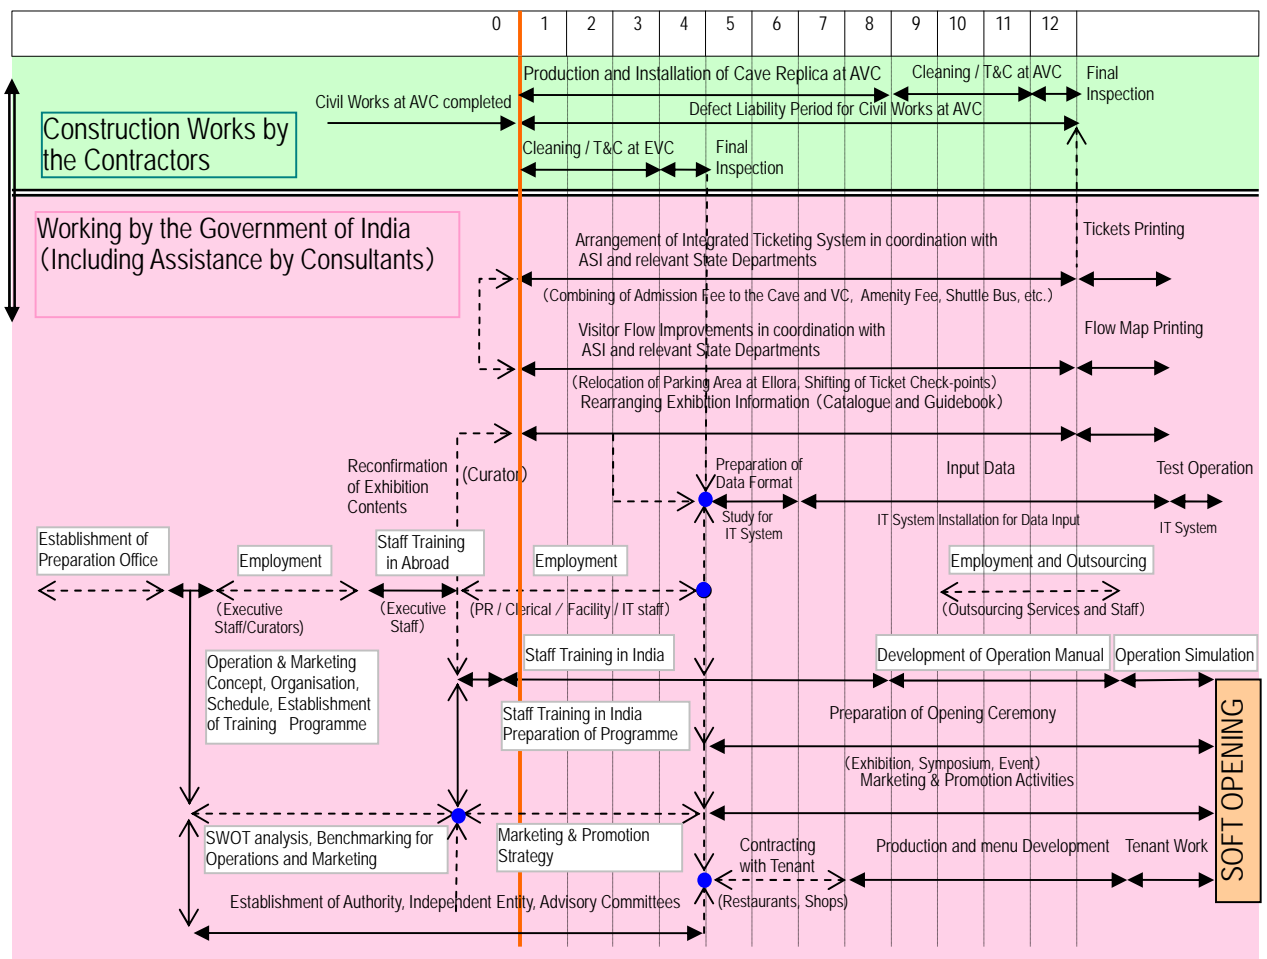 0 1 2 3 4 5 6 7 8 9 10 11 12
Production and Installation of Cave Replica at AVC
Cleaning / T&C at AVC
Final
Inspection
Civil Works at AVC completed
Defect Liability Period for Civil Works at AVC
Construction Works by
the Contractors
Cleaning / T&C at EVC
Final
Inspection
Working by the Government of India
(Including Assistance by Consultants)
Arrangement of Integrated Ticketing System in coordination with
ASI and relevant State Departments
Tickets Printing
(Combining of Admission Fee to the Cave and VC, Amenity Fee, Shuttle Bus, etc.)
Visitor Flow Improvements in coordination with
ASI and relevant State Departments
Flow Map Printing
(Relocation of Parking Area at Ellora, Shifting of Ticket Check-points)
Rearranging Exhibition Information (Catalogue and Guidebook)
Reconfirmation
of Exhibition
Contents
(Curator)
Preparation of
Data Format
Input Data
Test Operation
Study for
IT System
IT System Installation for Data Input
IT System
Establishment of
Preparation Office
Employment
Staff Training
in Abroad
Employment
Employment and Outsourcing
(Executive
Staff/Curators)
(Executive
Staff)
(PR / Clerical / Facility / IT staff)
(Outsourcing Services and Staff)
Operation & Marketing
Concept, Organisation,
Schedule, Establishment
of Training Programme
Staff Training in India
Development of Operation Manual
Operation Simulation
Staff Training in India
Preparation of Programme
Preparation of Opening Ceremony
(Exhibition, Symposium, Event)
Marketing & Promotion Activities
SOFT OPENING
SWOT analysis, Benchmarking for
Operations and Marketing
Marketing & Promotion
Strategy
Contracting
with Tenant
Production and menu Development
Tenant Work
Establishment of Authority, Independent Entity, Advisory Committees
(Restaurants, Shops)